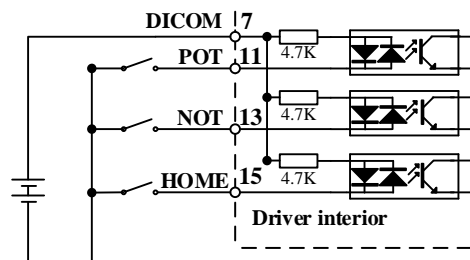 DICOM 7
4.7K
POT 11
NOT 13
4.7K
HOME 15
4.7K
Driver interior